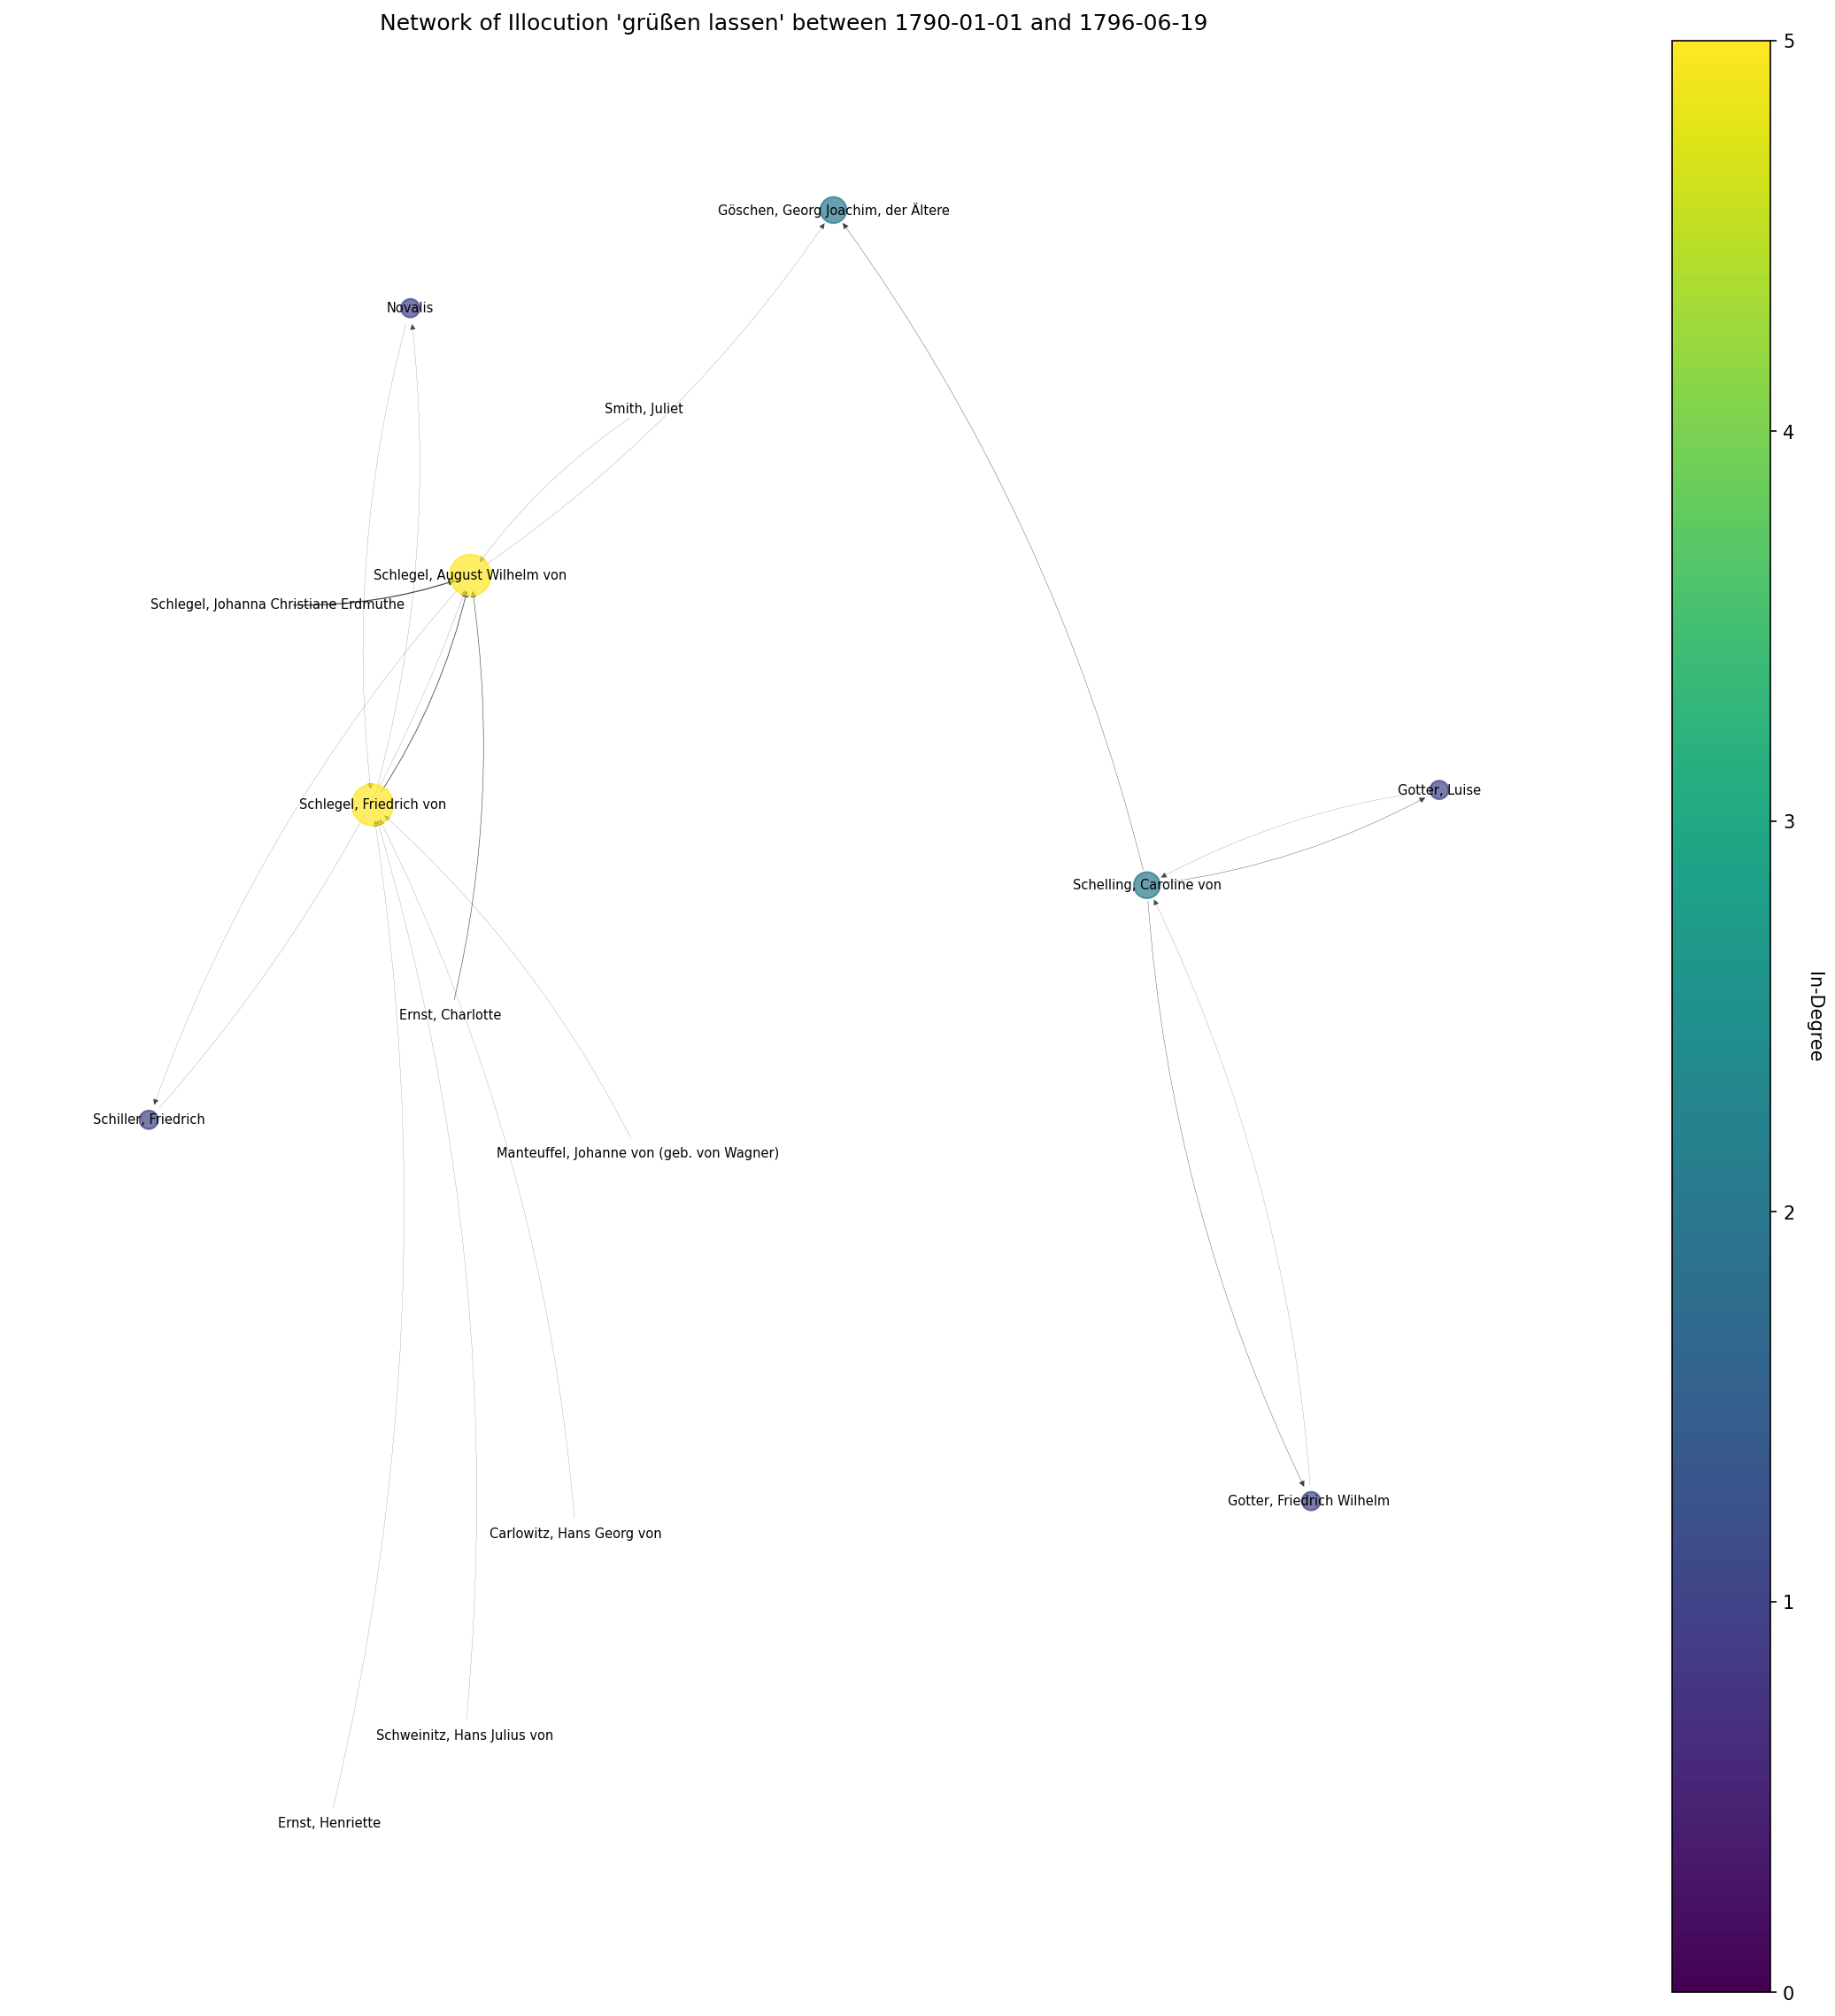 Network of Illocution 'grüßen lassen' between 1790-01-01 and 1796-06-19
Göschen, Georg Joachim, der Ältere
Novalis
Smith, Juliet
Schlegel, August Wilhelm von
Schlegel, Johanna Christiane Erdmuthe
Gotter, Luise
Schlegel, Friedrich von
Schelling, Caroline von
Ernst, Charlotte
Schiller, Friedrich
Manteuffel, Johanne von (geb. von Wagner)
Gotter, Friedrich Wilhelm
Carlowitz, Hans Georg von
Schweinitz, Hans Julius von
Ernst, Henriette
5
4
3
2
1
0
In-Degree